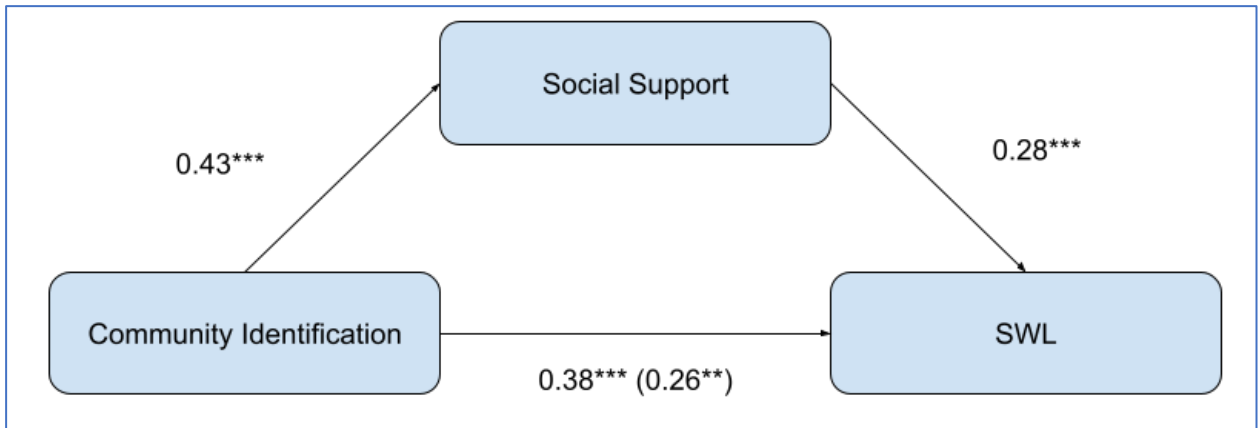 Social Support
0.43***
0.28***
Community Identification
SWL
0.38*** (0.26**)